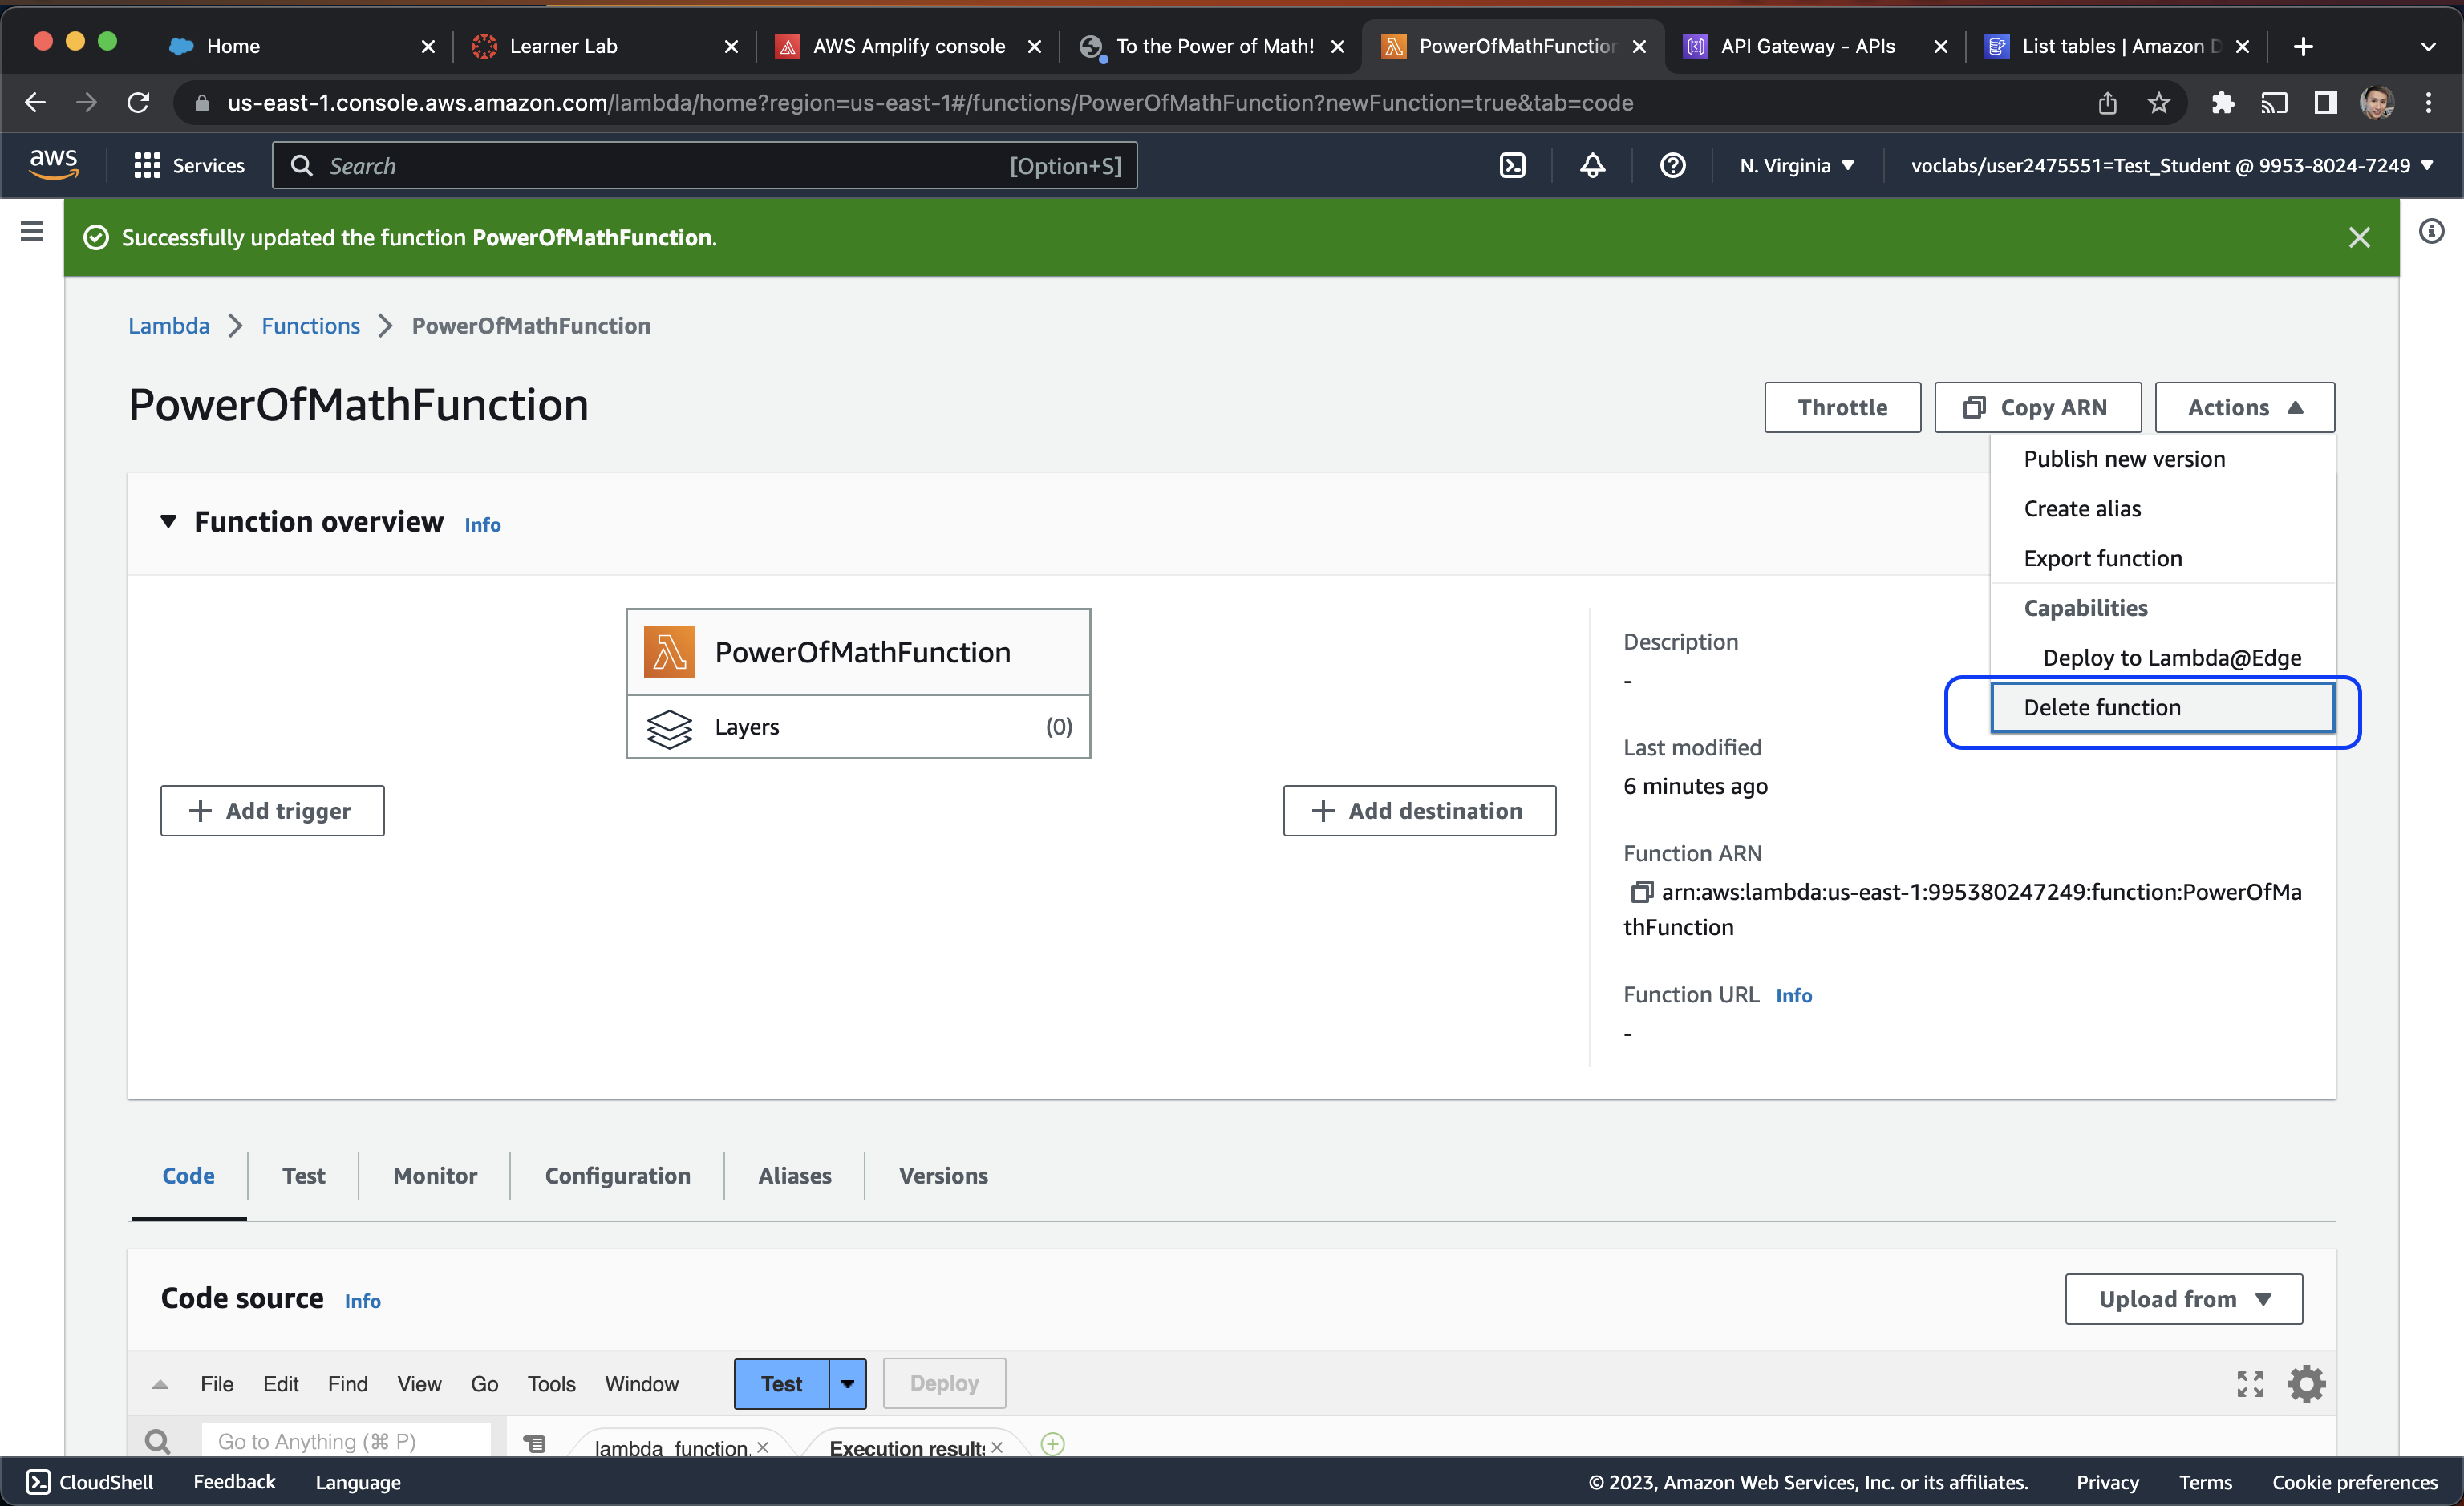 Home
Learner Lab
AWS Amplify console
To the Power of Math!
PowerOfMathFunction
API Gateway - APIs
List tables | Amazon D
us-east-1.console.aws.amazon.com/lambda/home?region=us-east-1#/functions/PowerOfMathFunction?newFunction=true&tab=code
aws
Services
Search
[Option+S]
N. Virginia
voclabs/user2475551=Test_Student @ 9953-8024-7249
Successfully updated the function PowerOfMathFunction.
Lambda
Functions
PowerOfMathFunction
PowerOfMathFunction
Throttle
Copy ARN
Actions
Publish new version
Create alias
Export function
Capabilities
Deploy to Lambda@Edge
Delete function
Function overview
Info
PowerOfMathFunction
Layers
(0)
Add trigger
Add destination
Description
-
Last modified
6 minutes ago
Function ARN
arn:aws:lambda:us-east-1:995380247249:function:PowerOfMa
thFunction
Function URL
Info
-
Code
Test
Monitor
Configuration
Aliases
Versions
Code source
Info
Upload from
File
Edit
Find
View
Go
Tools
Window
Test
Deploy
Go to Anything (⌘ P)
lambda_function.
Execution results
CloudShell
Feedback
Language
© 2023, Amazon Web Services, Inc. or its affiliates.
Privacy
Terms
Cookie preferences